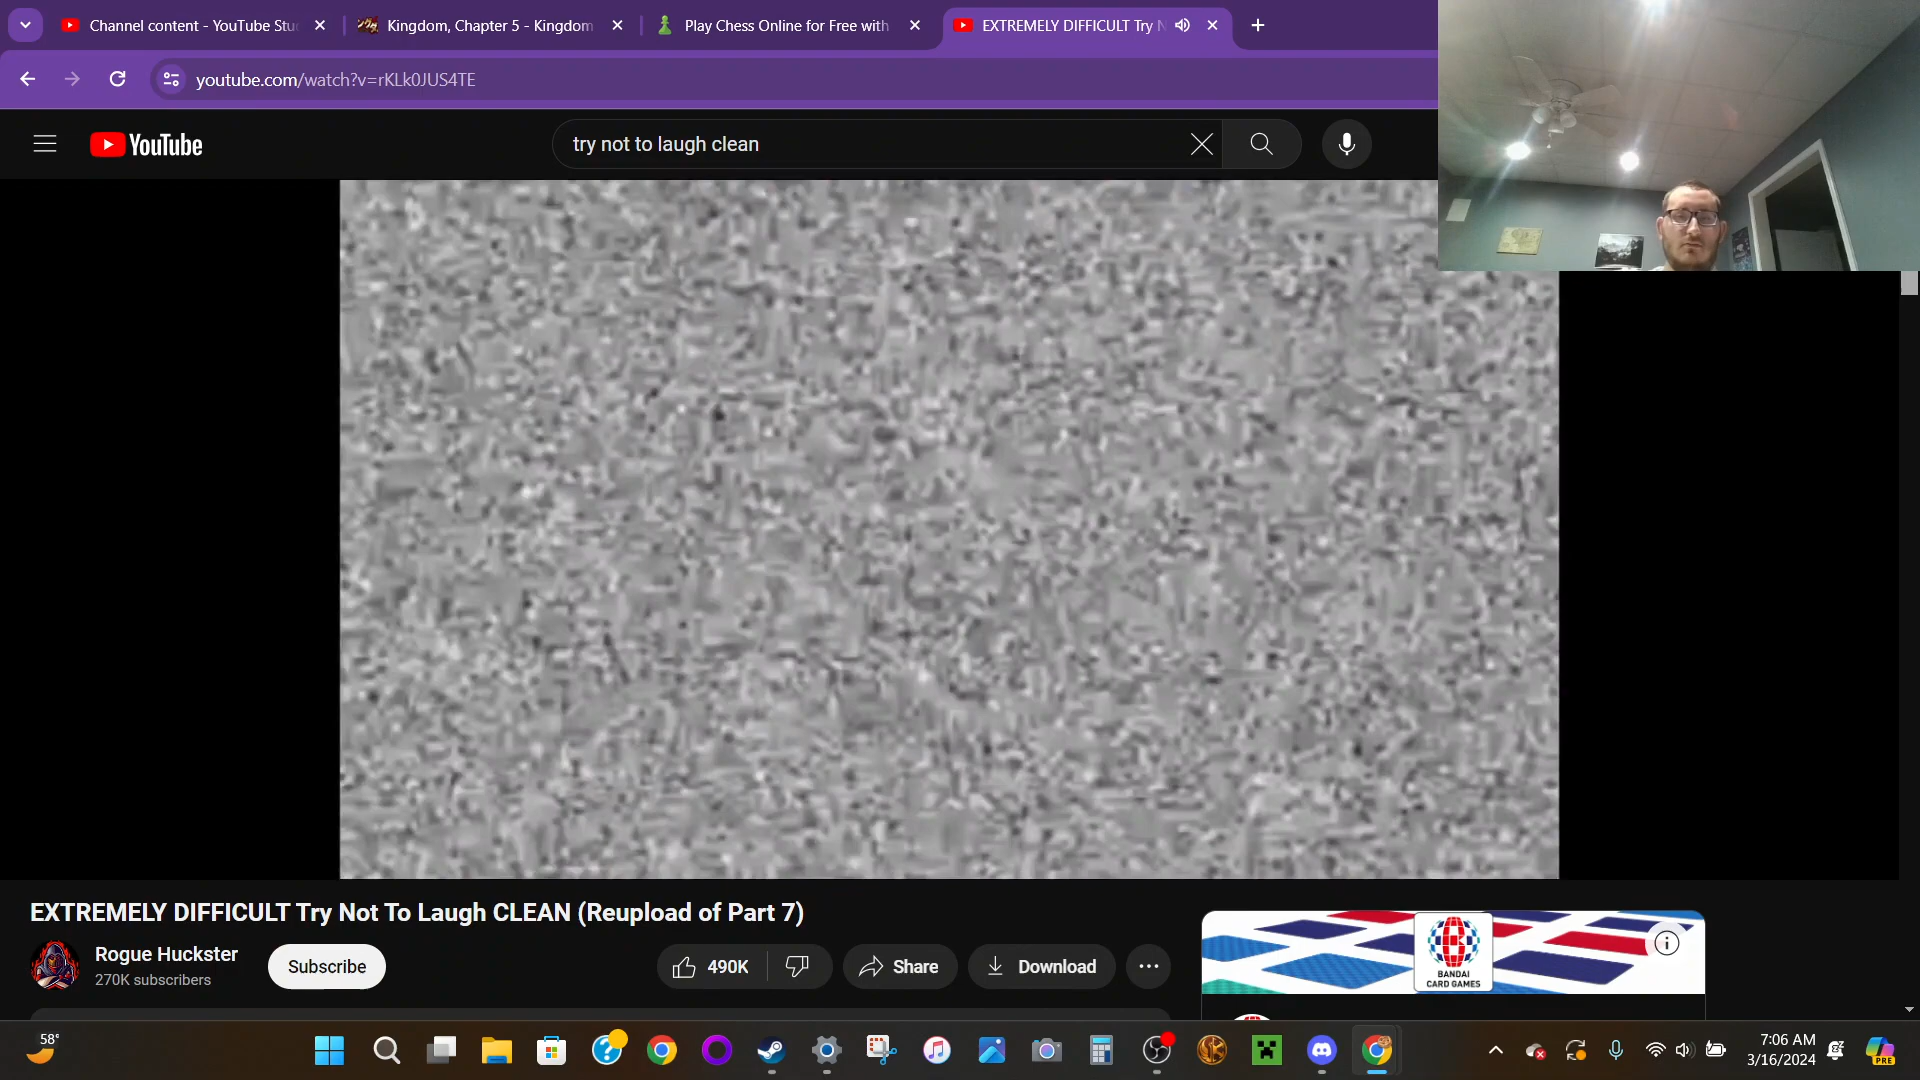 Channel content - YouTube Stu
Kingdom, Chapter 5 - Kingdom
Play Chess Online for Free with
EXTREMELY DIFFICULT Try N
youtube.com/watch?v=rKLk0JUS4TE
YouTube
try not to laugh clean
EXTREMELY DIFFICULT Try Not To Laugh CLEAN (Reupload of Part 7)
Rogue Huckster
270K subscribers
Subscribe
490K
Share
Download
BANDAI
CARD GAMES
58°
7:06 AM
3/16/2024
PRE